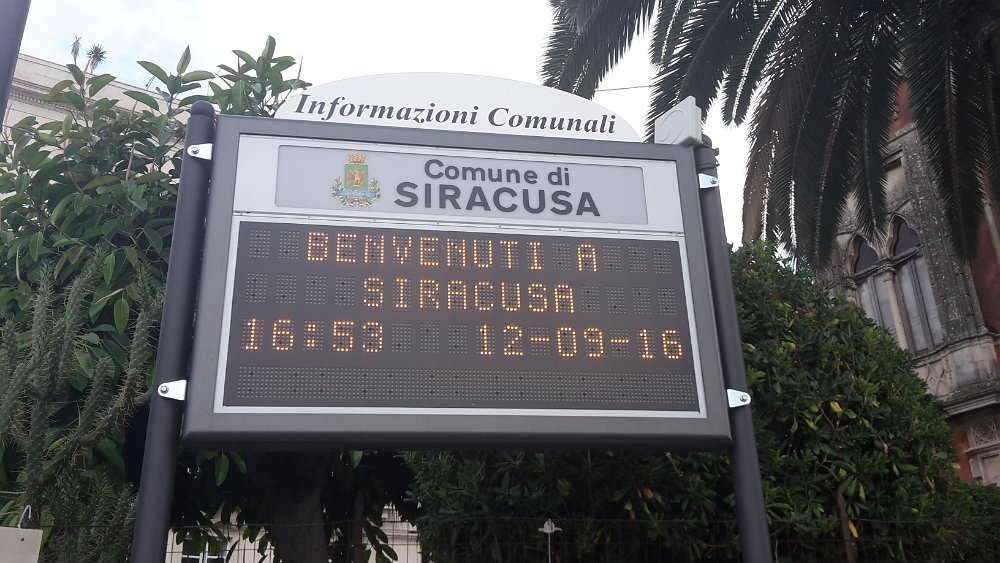 Informazioni Comunali
Comune di
SIRACUSA
BENVENUTI A
SIRACUSA
16:53 12-09-16